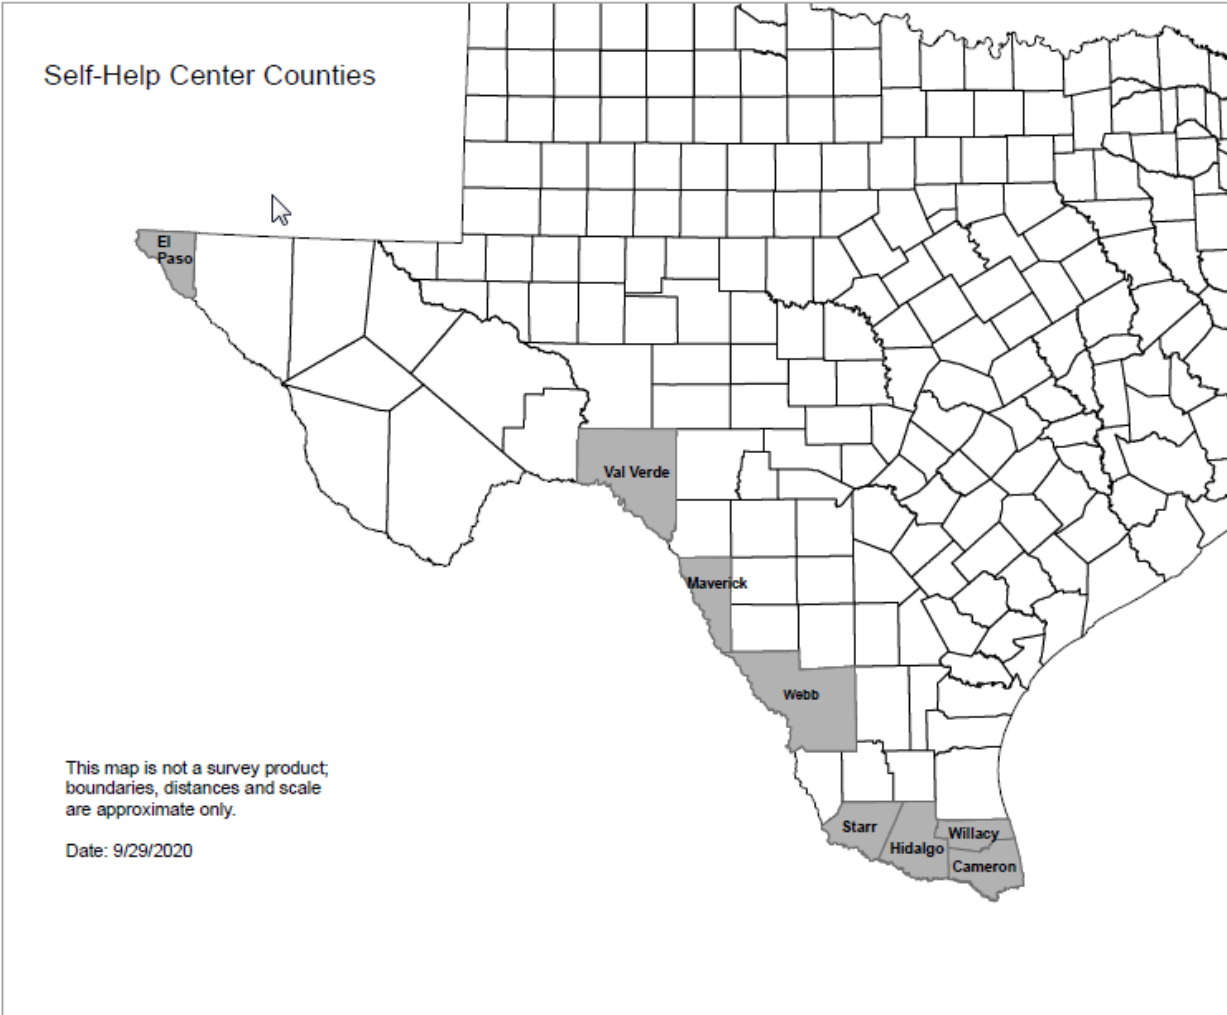 Self-Help Center Counties
El
Paso
Val Verde
Maverick
Webb
This map is not a survey product;
boundaries, distances and scale
are approximate only.
Date: 9/29/2020
Starr
Hidalgo
Willacy
Cameron